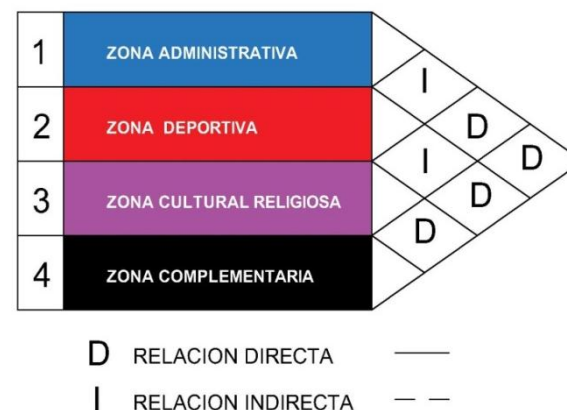 1 ZONA ADMINISTRATIVA
I
2 ZONA DEPORTIVA
D
I
D
3 ZONA CULTURAL RELIGIOSA
D
D
4 ZONA COMPLEMENTARIA
D RELACION DIRECTA
I RELACION INDIRECTA